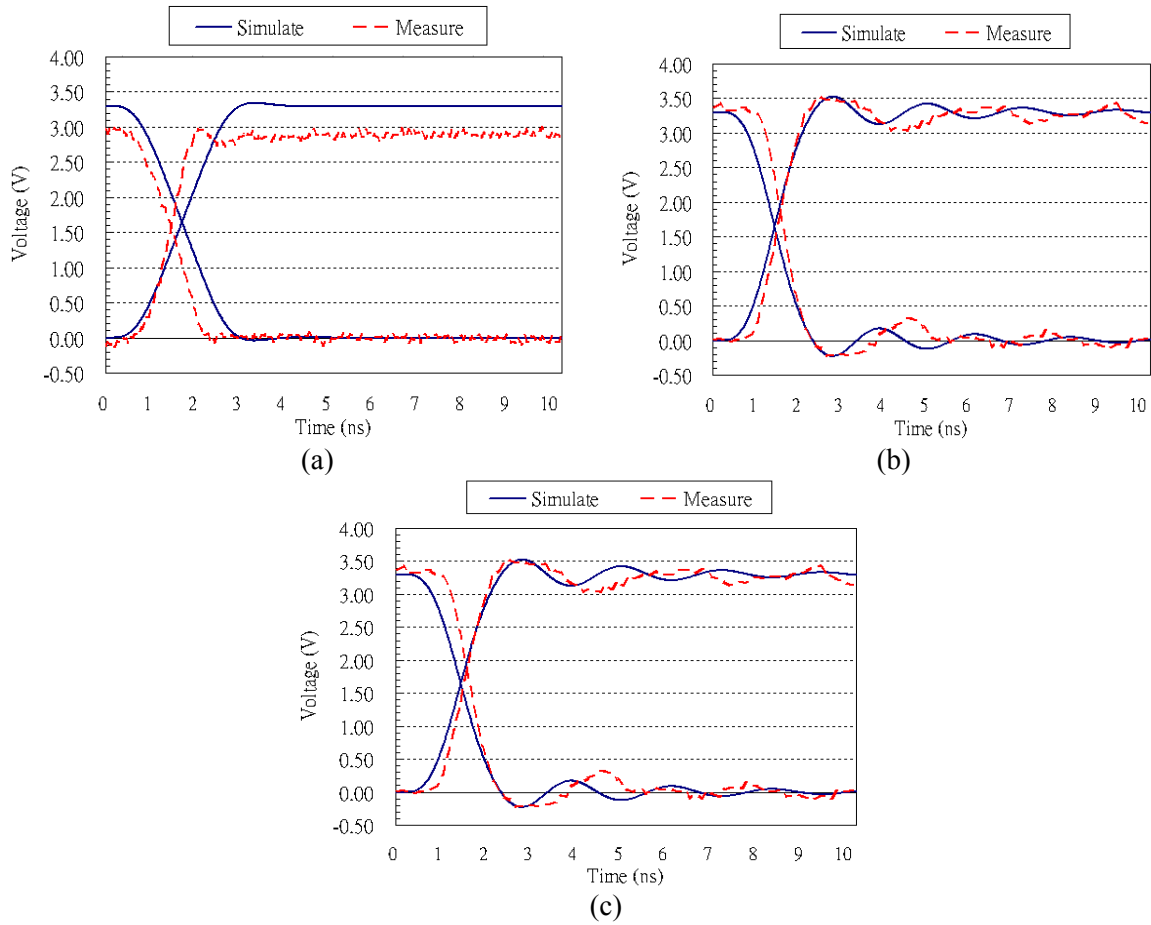 Simulate Measure
4.00
3.50
3.00
2.50
2.00
1.50
1.00
0.50
0.00
-0.50
Voltage (V)
0 1 2 3 4 5 6 7 8 9 10
Time (ns)
(a)
Simulate Measure
4.00
3.50
3.00
2.50
2.00
1.50
1.00
0.50
0.00
-0.50
Voltage (V)
0 1 2 3 4 5 6 7 8 9 10
Time (ns)
(b)
Simulate Measure
4.00
3.50
3.00
2.50
2.00
1.50
1.00
0.50
0.00
-0.50
Voltage (V)
0 1 2 3 4 5 6 7 8 9 10
Time (ns)
(c)